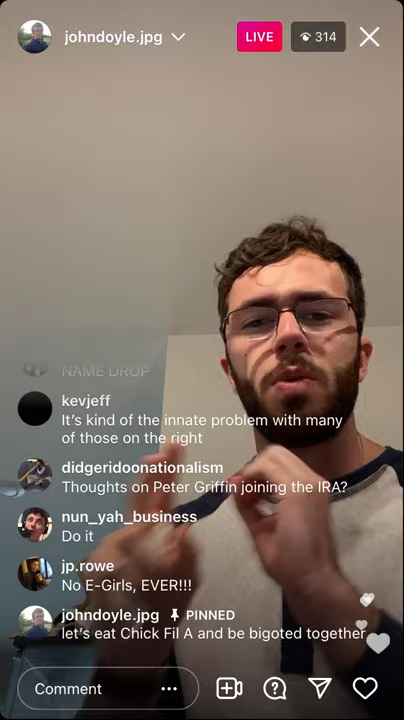 johndoyle.jpg
LIVE
314
NAME DROP
kevjeff
It's kind of the innate problem with many
of those on the right
didgeridoonationalism
Thoughts on Peter Griffin joining the IRA?
nun_yah_business
Do it
jp.rowe
No E-Girls, EVER!!!
johndoyle.jpg PINNED
let's eat Chick Fil A and be bigoted together
Comment